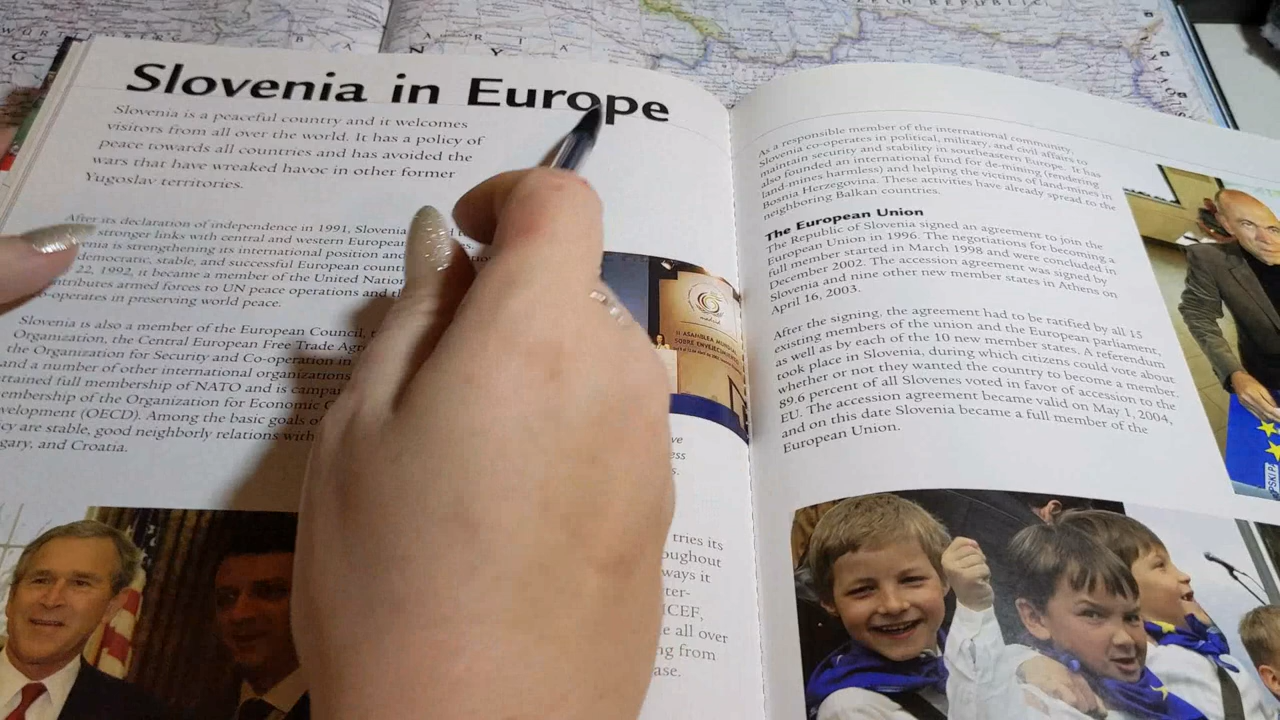 Slovenia in Europe
Slovenia is a peaceful country and it welcomes
visitors from all over the world. It has a policy of
peace towards all countries and has avoided the
wars that have wreaked havoc in other former
Yugoslav territories.
After its declaration of independence in 1991, Slovenia
stronger links with central and western European
is strengthening its international position and
democratic, stable, and successful European
22, 1992, it became a member of the United
armed forces to UN peace operations and
co-operates in preserving world peace.
Slovenia is also a member of the European Council,
Organization, the Central European Free Trade
the Organization for Security and Co-operation in
and a number of other international organizations
full membership of NATO and is
of the Organization for Economic
(OECD). Among the basic goals of
are stable, good neighborly relations with
and Croatia.
II ASAMBLEA
SOBRE
tries its
ways it
all over
from
As a responsible member of the international community,
Slovenia co-operates in political, military, and civil affairs to
maintain security and stability in southeastern Europe. It has
also founded an international fund for demining (rendering
land-mines harmless) and helping the victims of land-mines in
Bosnia Herzegovina. These activities have already spread to the
neighboring Balkan countries.
The European Union
The Republic of Slovenia signed an agreement to join the
European Union in 1996. The negotiations for becoming a
full member started in March 1998 and were concluded in
December 2002. The accession agreement was signed by
Slovenia and nine other new member states in Athens on
April 16, 2003.
After the signing, the agreement had to be ratified by all 15
existing members of the union and the European parliament,
as well as by each of the 10 new member states. A referendum
took place in Slovenia, during which citizens could vote about
whether or not they wanted the country to become a member.
89.6 percent of all Slovenes voted in favor of accession to the
EU. The accession agreement became valid on May 1, 2004,
and on this date Slovenia became a full member of the
European Union.